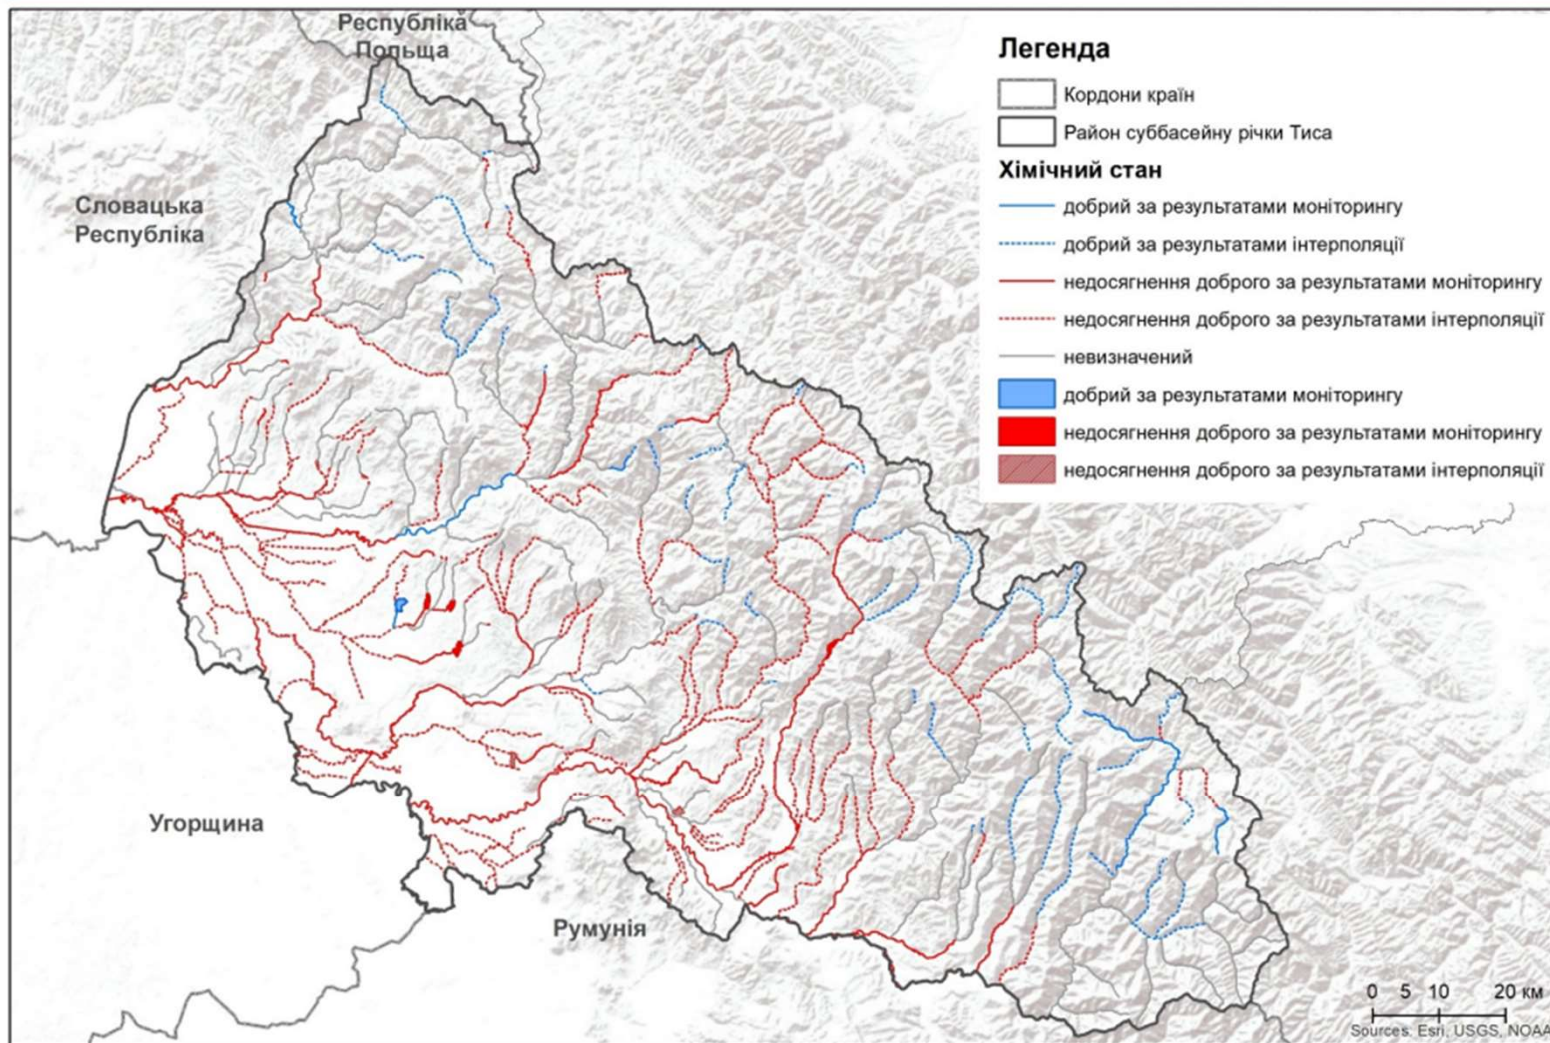 Республіка
Польща
Словацька
Республіка
Угорщина
Румунія
Легенда
Кордони країн
Район суббасейну річки Тиса
Хімічний стан
добрий за результатами моніторингу
добрий за результатами інтерполяції
недосягнення доброго за результатами моніторингу
недосягнення доброго за результатами інтерполяції
невизначений
добрий за результатами моніторингу
недосягнення доброго за результатами моніторингу
недосягнення доброго за результатами інтерполяції
0 5 10 20 км
Sources: Esri, USGS, NOAA